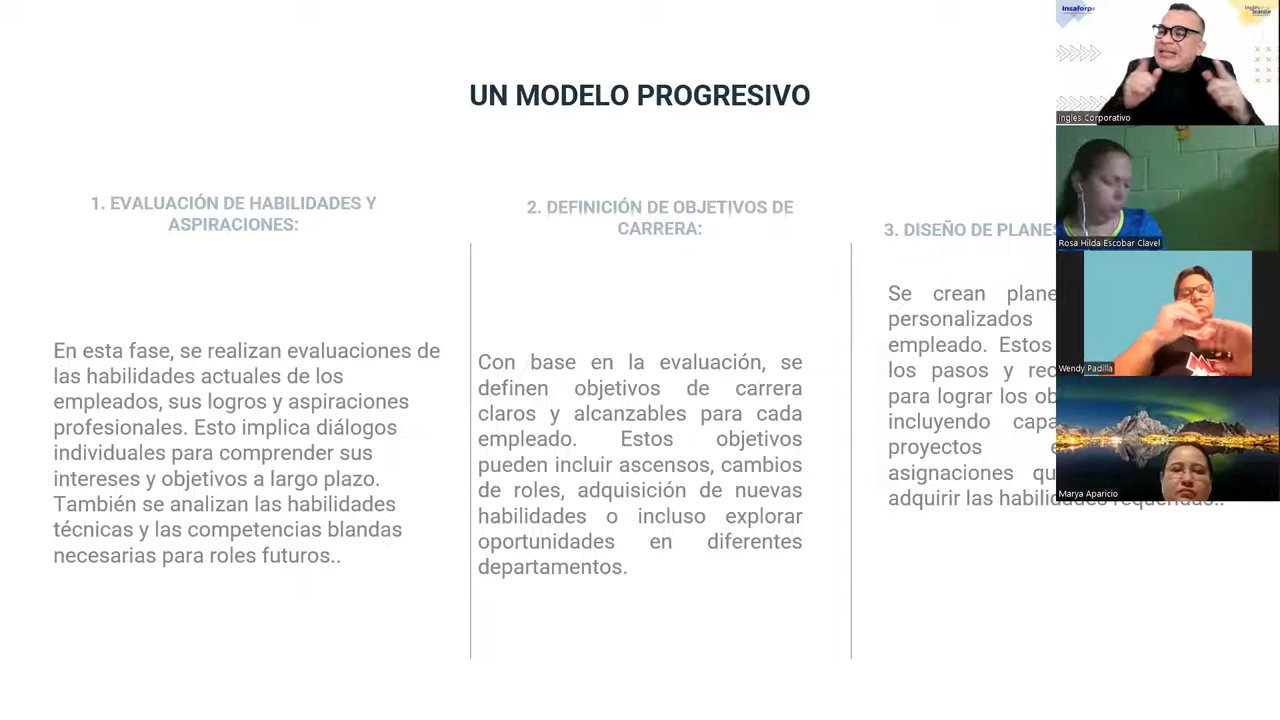 UN MODELO PROGRESIVO
1. EVALUACIÓN DE HABILIDADES Y
ASPIRACIONES:
En esta fase, se realizan evaluaciones de
las habilidades actuales de los
empleados, sus logros y aspiraciones
profesionales. Esto implica diálogos
individuales para comprender sus
intereses y objetivos a largo plazo.
También se analizan las habilidades
técnicas y las competencias blandas
necesarias para roles futuros..
2. DEFINICIÓN DE OBJETIVOS DE
CARRERA:
Con base en la evaluación, se
definen objetivos de carrera
claros y alcanzables para cada
empleado. Estos objetivos
pueden incluir ascensos, cambios
de roles, adquisición de nuevas
habilidades o incluso explorar
oportunidades en diferentes
departamentos.
3. DISEÑO DE PLANES
Se crean plane
personalizados
empleado. Estos
los pasos y rec
para lograr los ob
incluyendo capa
proyectos e
asignaciones qu
adquirir las habilidades requeridas..
insaforp
Ingles Corporativo
Rosa Hilda Escobar Clavel
Wendy Padilla
Marya Aparicio